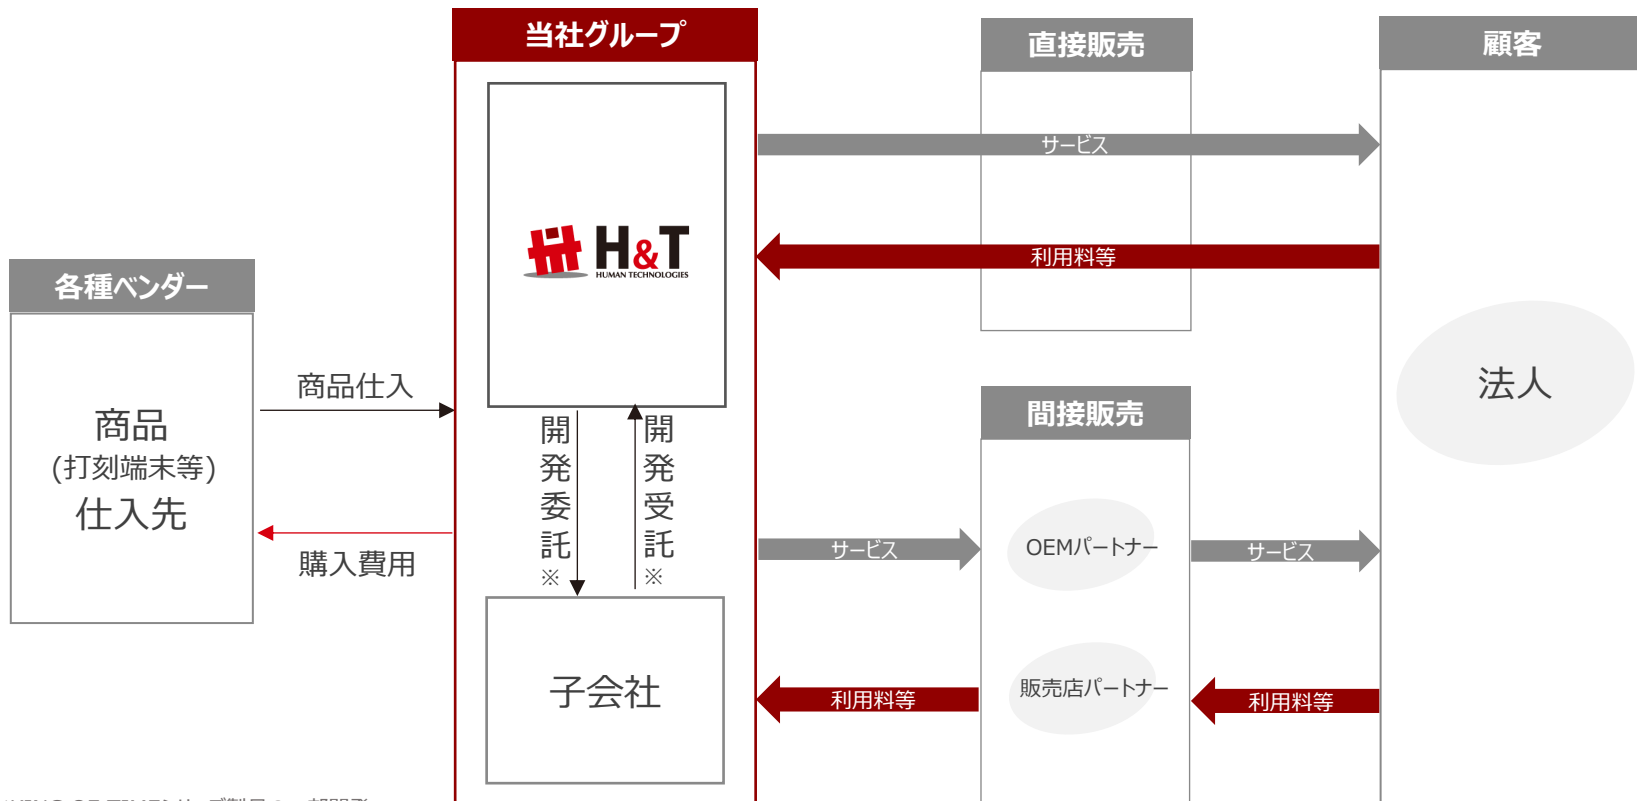 当社グループ
直接販売
顧客
サービス
H&T
HUMAN TECHNOLOGIES
利用料等
各種ベンダー
商品仕入
商品
(打刻端末等)
仕入先
購入費用
開発委託※
開発受託※
法人
間接販売
サービス
OEMパートナー
サービス
子会社
利用料等
販売店パートナー
利用料等